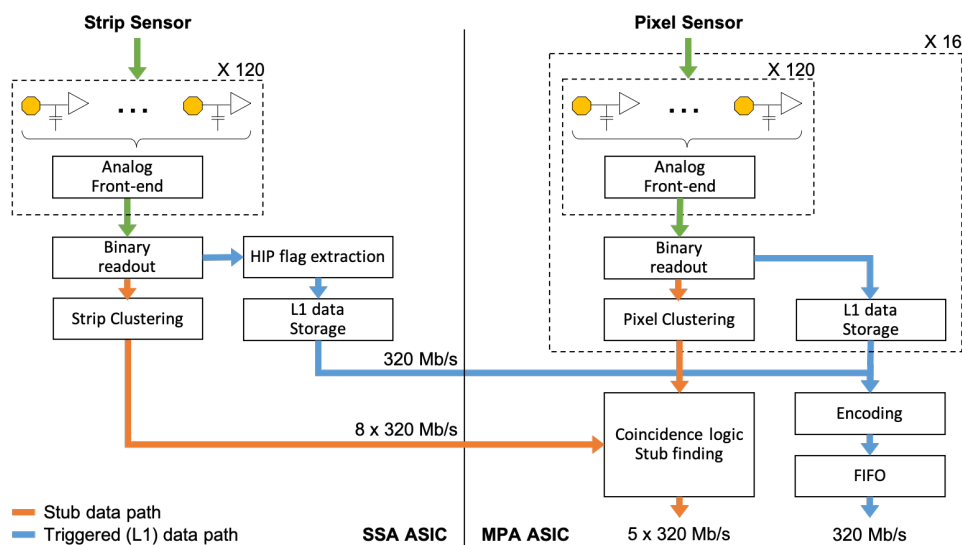 Strip Sensor
Pixel Sensor
X 16
X 120
X 120
...
...
Analog
Front-end
Analog
Front-end
Binary
readout
HIP flag extraction
Binary
readout
Strip Clustering
L1 data
Storage
Pixel Clustering
L1 data
Storage
320 Mb/s
8 x 320 Mb/s
Coincidence logic
Stub finding
Encoding
FIFO
Stub data path
Triggered (L1) data path
SSA ASIC
MPA ASIC
5 x 320 Mb/s
320 Mb/s